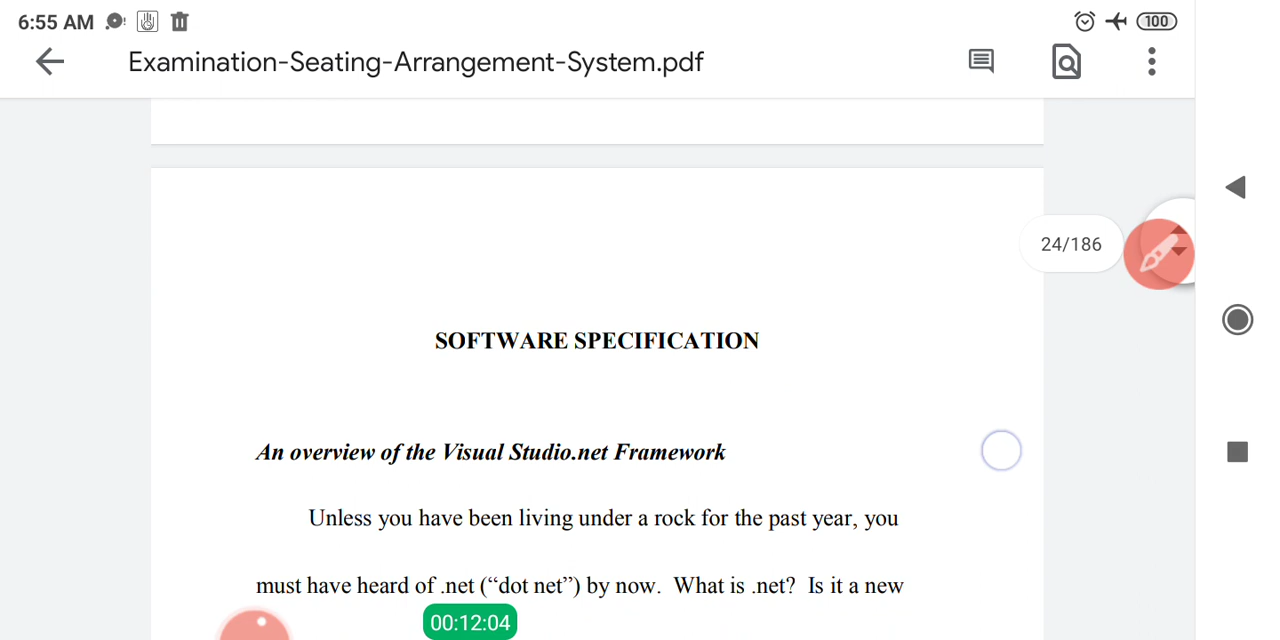 6:55 AM
100
Examination-Seating-Arrangement-System.pdf
24/186
SOFTWARE SPECIFICATION
An overview of the Visual Studio.net Framework
Unless you have been living under a rock for the past year, you
must have heard of .net (“dot net”) by now.  What is .net?  Is it a new
00:12:04